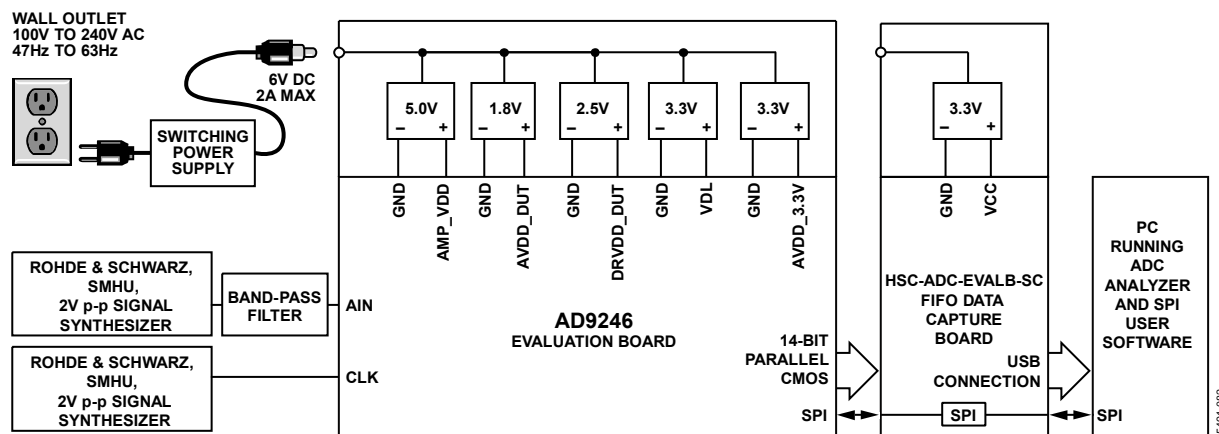 WALL OUTLET
100V TO 240V AC
47Hz TO 63Hz
6V DC
2A MAX
SWITCHING
POWER
SUPPLY
5.0V
– +
1.8V
– +
2.5V
– +
3.3V
– +
3.3V
– +
3.3V
– +
GND
AMP_VDD
GND
AVDD_DUT
GND
DRVDD_DUT
GND
VDL
GND
AVDD_3.3V
GND
VCC
ROHDE & SCHWARZ,
SMHU,
2V p-p SIGNAL
SYNTHESIZER
BAND-PASS
FILTER
AIN
ROHDE & SCHWARZ,
SMHU,
2V p-p SIGNAL
SYNTHESIZER
CLK
AD9246
EVALUATION BOARD
14-BIT
PARALLEL
CMOS
SPI
HSC-ADC-EVALB-SC
FIFO DATA
CAPTURE
BOARD
USB
CONNECTION
SPI
PC
RUNNING
ADC
ANALYZER
AND SPI
USER
SOFTWARE
SPI